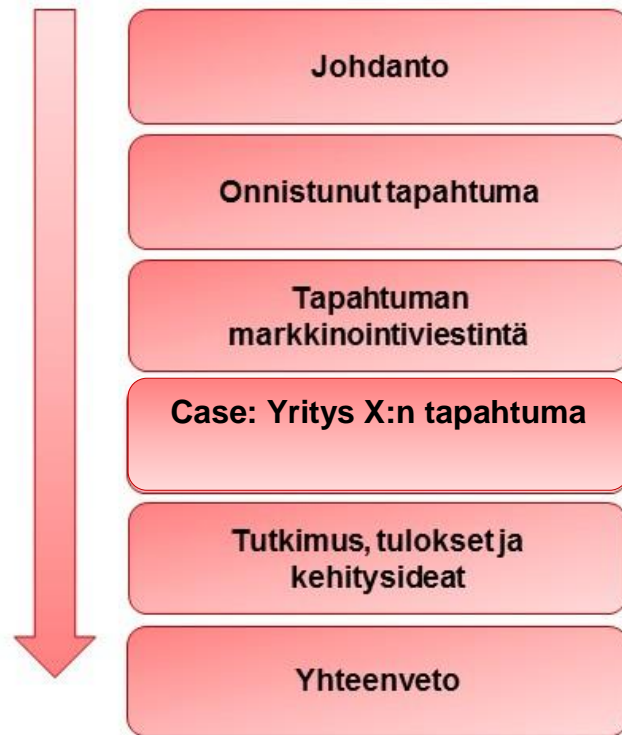 Johdanto
Onnistunut tapahtuma
Tapahtuman
markkinointiviestintä
Case: Yritys X:n tapahtuma
Tutkimus, tulokset ja
kehitysideat
Yhteenveto